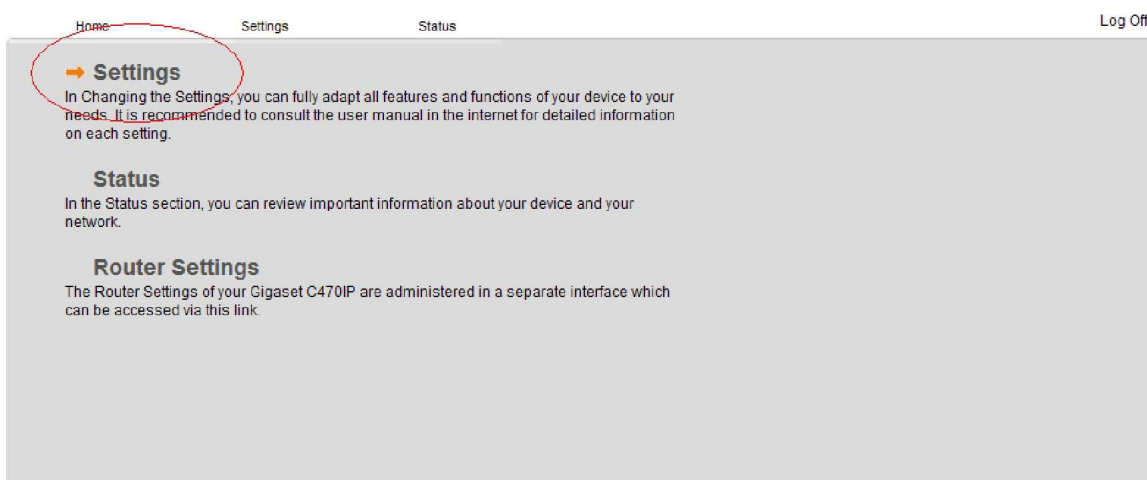 Home Settings Status Log Off
Settings
In Changing the Settings, you can fully adapt all features and functions of your device to your
needs. It is recommended to consult the user manual in the internet for detailed information
on each setting.
Status
In the Status section, you can review important information about your device and your
network.
Router Settings
The Router Settings of your Gigaset C470IP are administered in a separate interface which
can be accessed via this link.